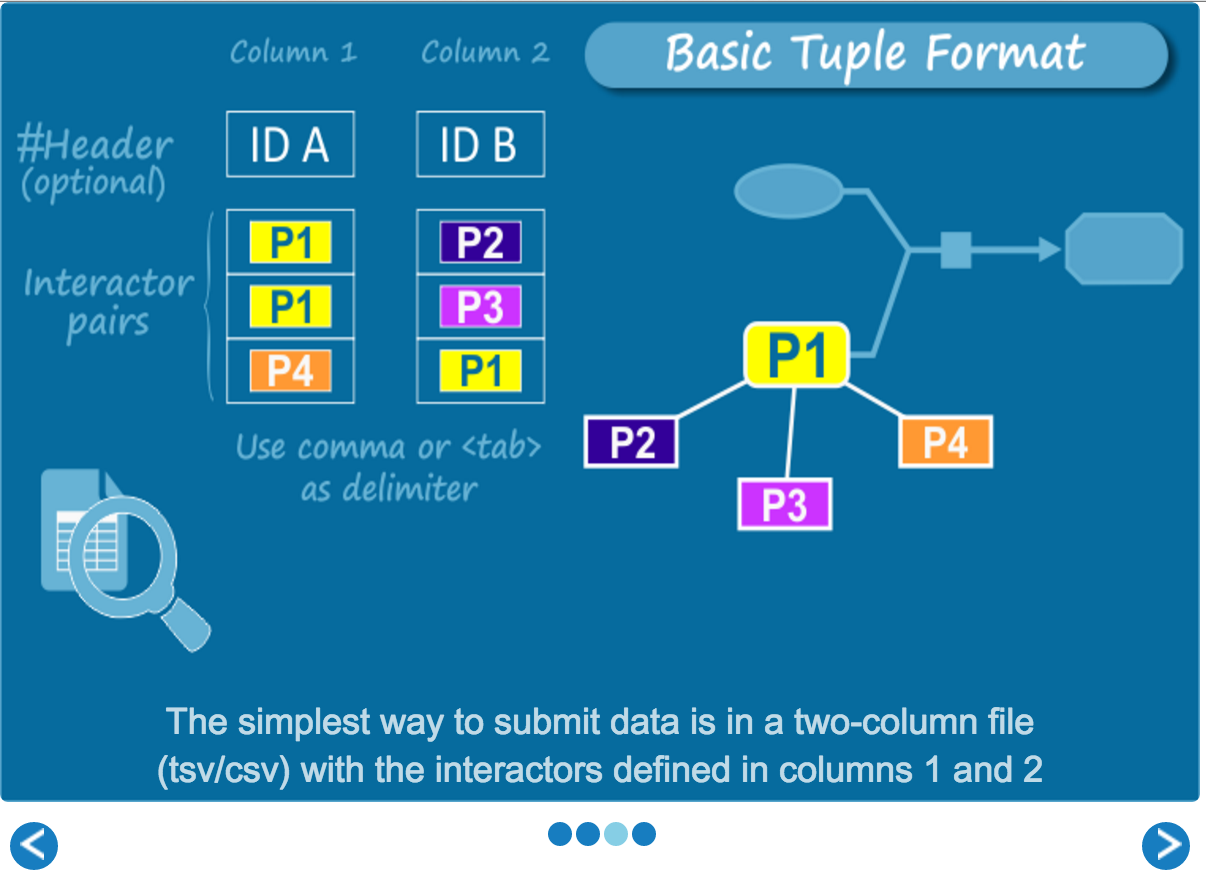 Basic Tuple Format
Column 1 Column 2
#Header
(optional)
ID A ID B
Interactor
pairs
P1 P2
P1 P3
P4 P1
Use comma or <tab>
as delimiter
P1
P2
P4
P3
The simplest way to submit data is in a two-column file
(tsv/csv) with the interactors defined in columns 1 and 2